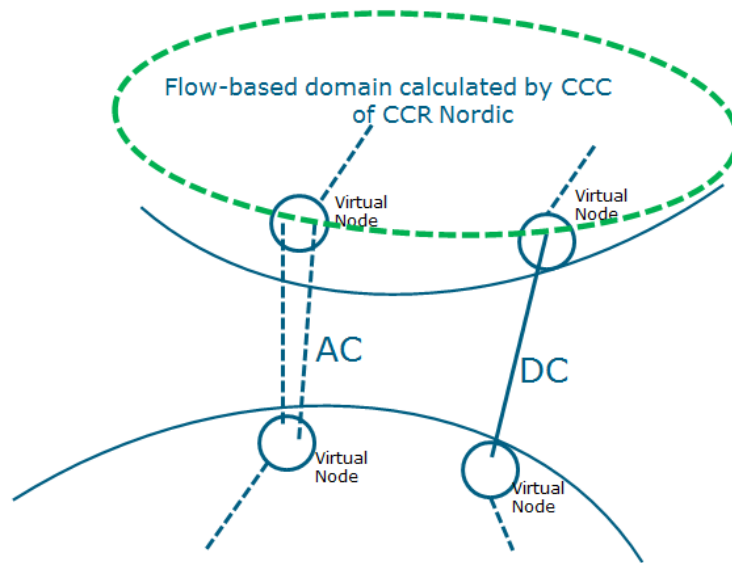 Flow-based domain calculated by CCC
of CCR Nordic
Virtual
Node
Virtual
Node
AC
DC
Virtual
Node
Virtual
Node